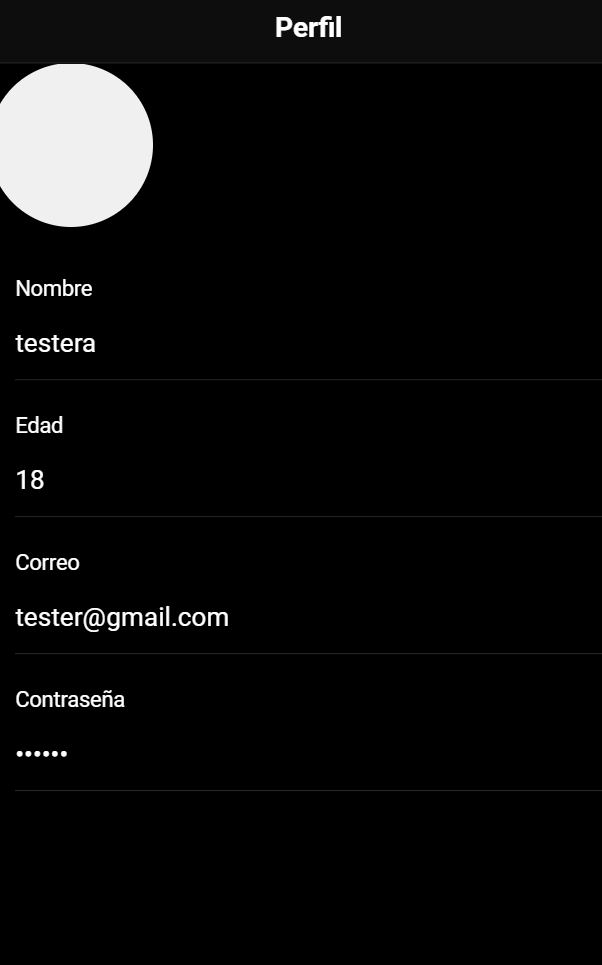 Perfil
Nombre
testera
Edad
18
Correo
tester@gmail.com
Contraseña
••••••